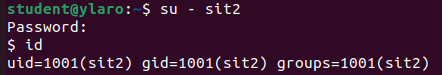 student@ylaro:~$ su - sit2
Password:
$ id
uid=1001(sit2) gid=1001(sit2) groups=1001(sit2)